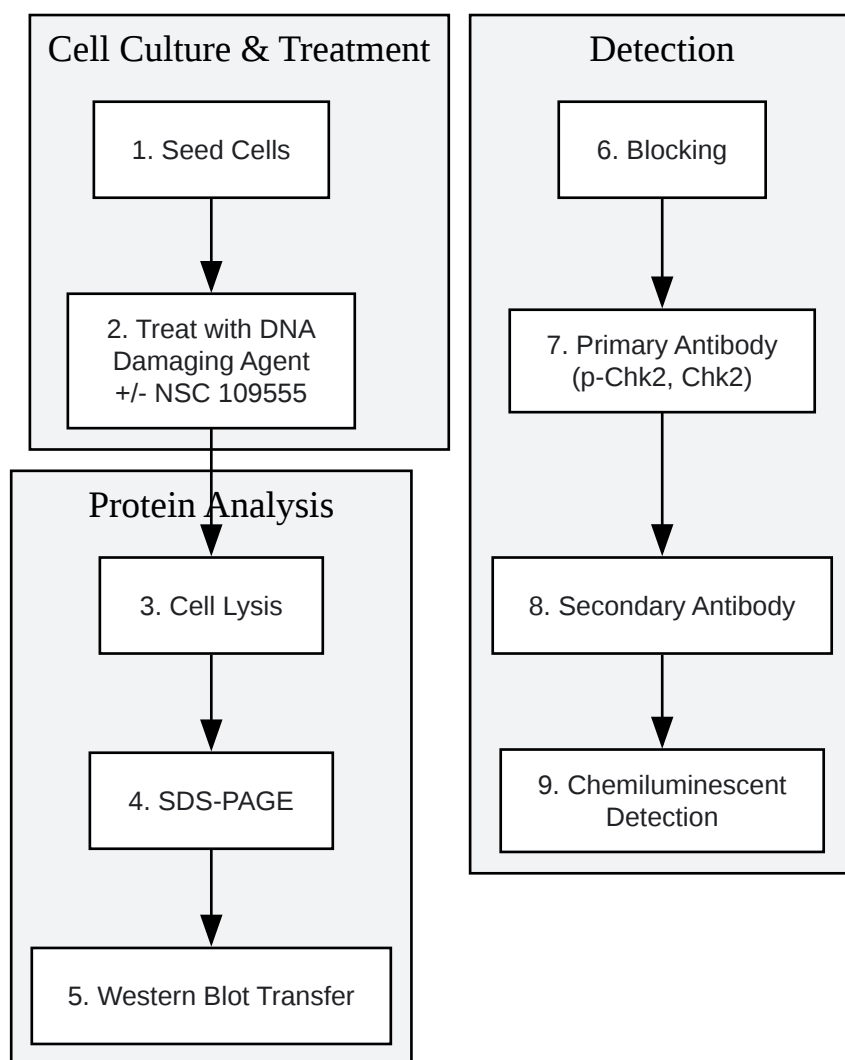 Cell Culture & Treatment
1. Seed Cells
2. Treat with DNA
Damaging Agent
+/- NSC 109555
Protein Analysis
3. Cell Lysis
4. SDS-PAGE
5. Western Blot Transfer
Detection
6. Blocking
7. Primary Antibody
(p-Chk2, Chk2)
8. Secondary Antibody
9. Chemiluminescent
Detection